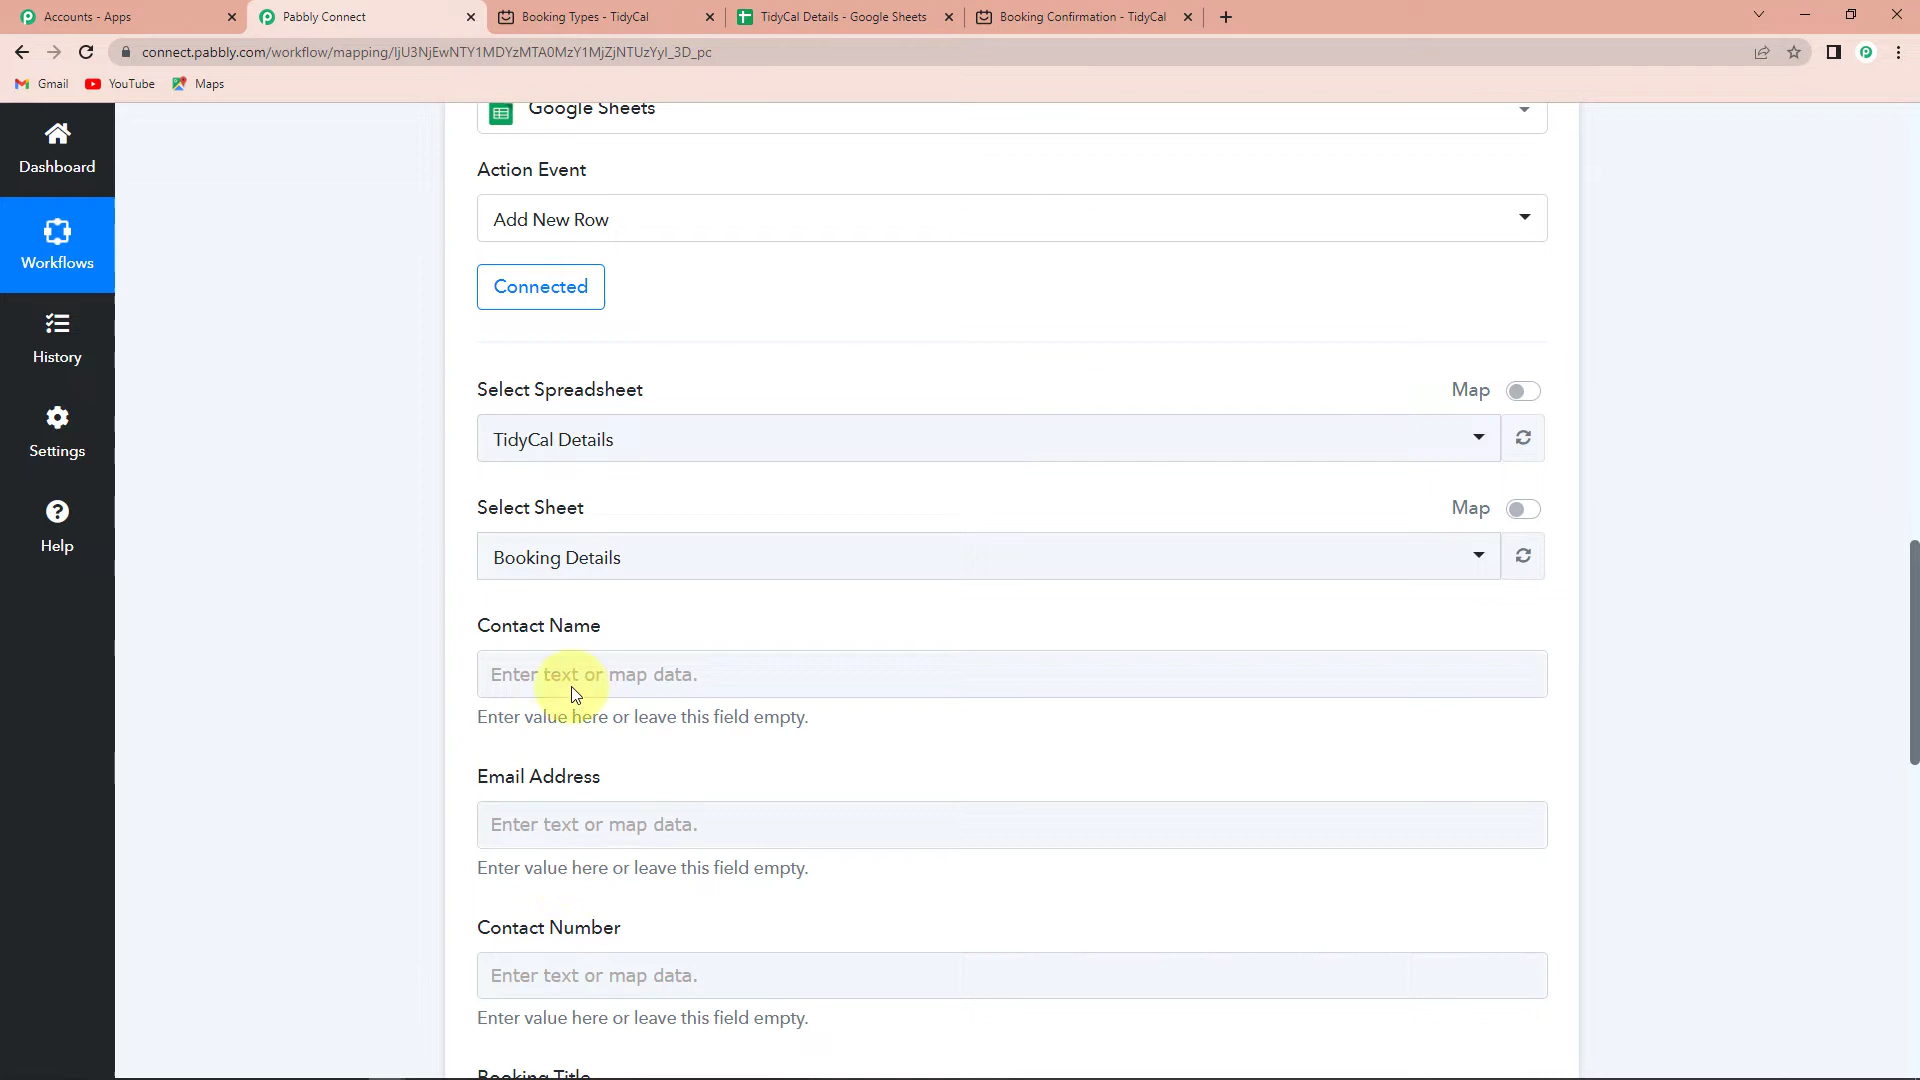 Accounts - Apps
Pabbly Connect
Booking Types - TidyCal
TidyCal Details - Google Sheets
Booking Confirmation - TidyCal
connect.pabbly.com/workflow/mapping/IjU3NjEwNTY1MDYzMTA0MzY1MjZjNTUzYyI_3D_pc
Gmail
YouTube
Maps
Google Sheets
Dashboard
Action Event
Add New Row
Workflows
Connected
History
Select Spreadsheet
Map
TidyCal Details
Settings
Select Sheet
Map
Help
Booking Details
Contact Name
Enter text or map data.
Enter value here or leave this field empty.
Email Address
Enter text or map data.
Enter value here or leave this field empty.
Contact Number
Enter text or map data.
Enter value here or leave this field empty.
Booking Title